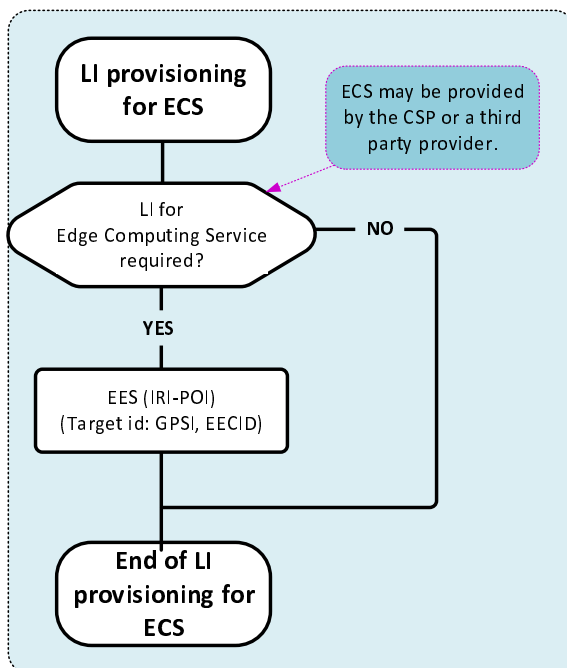 LI provisioning
for ECS
ECS may be provided
by the CSP or a third
party provider.
LI for
Edge Computing Service
required?
NO
YES
EES (IRI-POI)
(Target id: GPSI, EECID)
End of LI
provisioning for
ECS